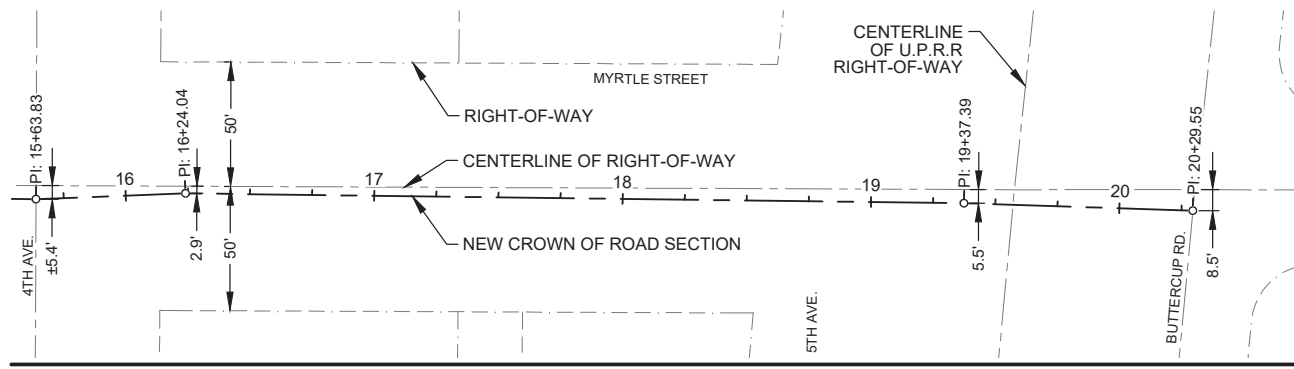 CENTERLINE
OF U.P.R.R
RIGHT-OF-WAY
MYRTLE STREET
RIGHT-OF-WAY
CENTERLINE OF RIGHT-OF-WAY
NEW CROWN OF ROAD SECTION
PI: 15+63.83
PI: 16+24.04
PI: 19+37.39
PI: 20+29.55
50'
50'
16
17
18
19
20
4TH AVE.
±5.4'
2.9'
5TH AVE.
5.5'
BUTTERCUP RD.
8.5'